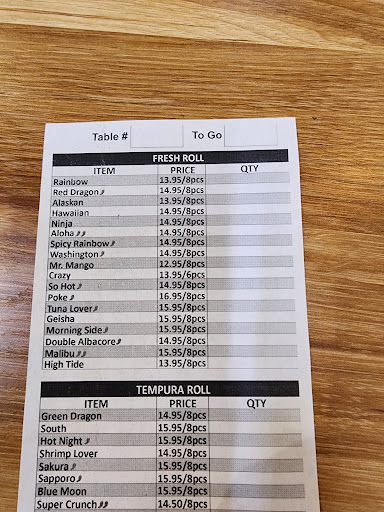 Table # To Go
FRESH ROLL
ITEM PRICE QTY
Rainbow 13.95/8pcs
Red Dragon 14.95/8pcs
Alaskan 13.95/8pcs
Hawaiian 14.95/8pcs
Ninja 14.95/8pcs
Aloha 14.95/8pcs
Spicy Rainbow 14.95/8pcs
Washington 14.95/8pcs
Mr. Mango 12.95/8pcs
Crazy 13.95/6pcs
So Hot 14.95/8pcs
Poke 16.95/8pcs
Tuna Lover 15.95/8pcs
Geisha 15.95/8pcs
Morning Side 15.95/8pcs
Double Albacore 14.95/8pcs
Malibu 15.95/8pcs
High Tide 13.95/8pcs
TEMPURA ROLL
ITEM PRICE QTY
Green Dragon 14.95/8pcs
South 15.95/8pcs
Hot Night 15.95/8pcs
Shrimp Lover 14.95/8pcs
Sakura 15.95/8pcs
Sapporo 15.95/8pcs
Blue Moon 15.95/8pcs
Super Crunch 14.50/8pcs